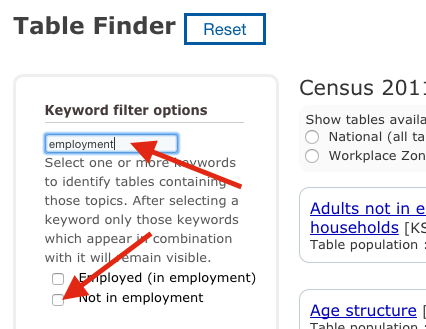 Table Finder Reset
Keyword filter options
employment
Select one or more keywords
to identify tables containing
those topics. After selecting a
keyword only those keywords
which appear in combination
with it will remain visible.
Employed (in employment)
Not in employment
Census 2011
Show tables availa
National (all ta
Workplace Zon
Adults not in e
households [KS
Table population :
Age structure [
Table population :